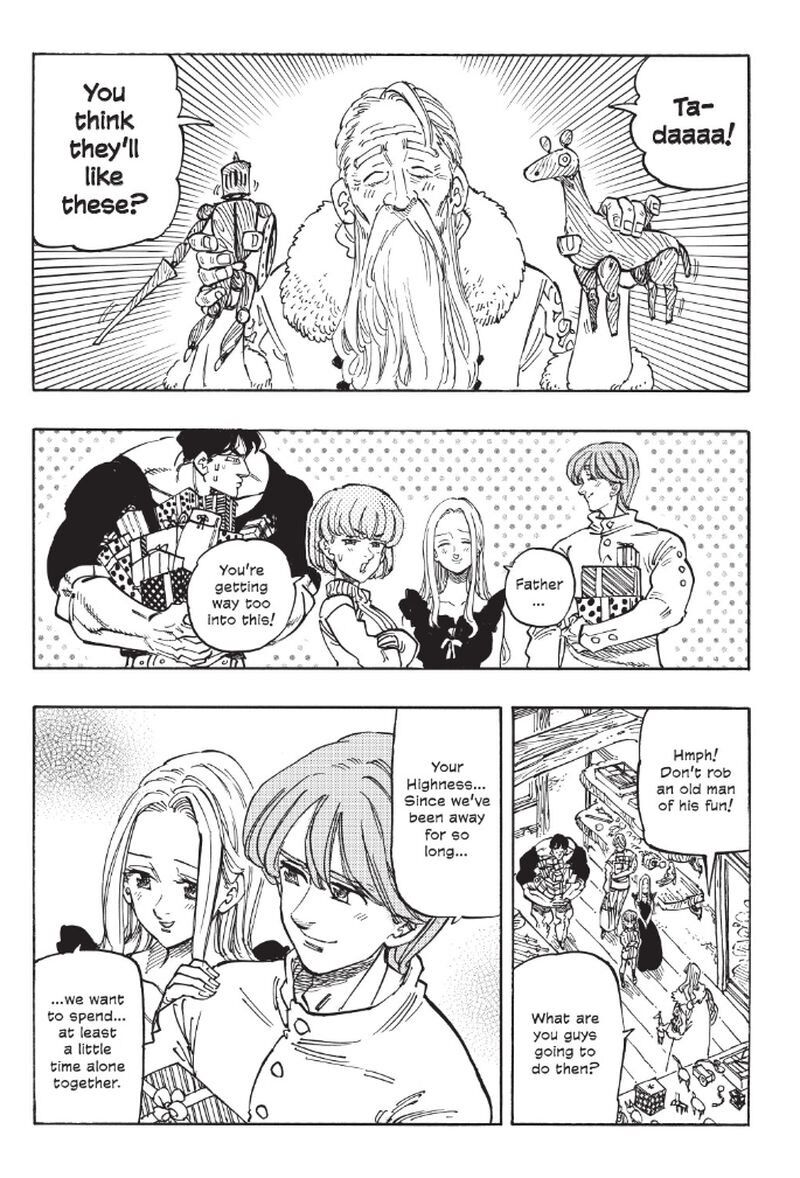 Ta-
daaaa!
You
think
they'll
like
these?
Father
...
You're
getting
way too
into this!
Hmph!
Don't rob
an old man
of his fun!
What are
you guys
going to
do then?
Your
Highness...
Since we've
been away
for so
long...
...we want
to spend...
at least
a little
time alone
together.